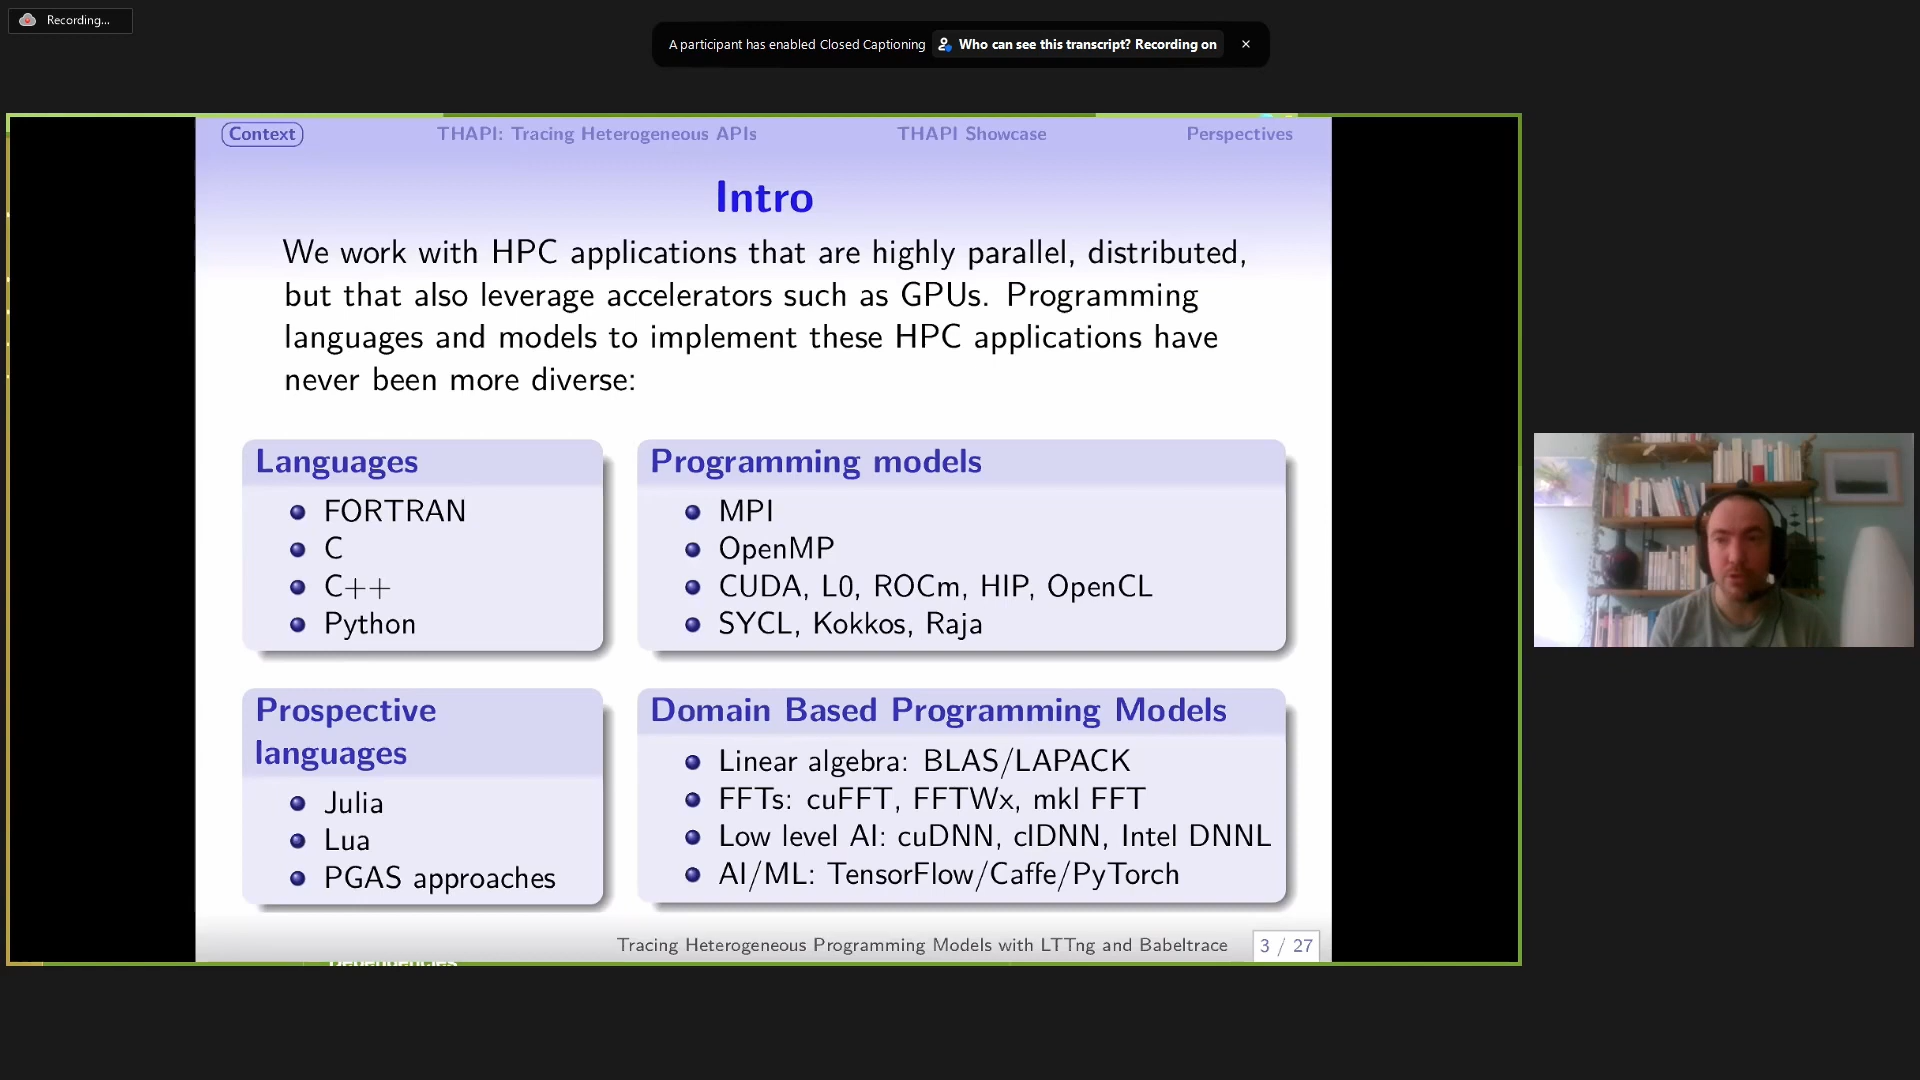 Recording...
A participant has enabled Closed Captioning Who can see this transcript? Recording on
Context THAPI: Tracing Heterogeneous APIs THAPI Showcase Perspectives
Intro
We work with HPC applications that are highly parallel, distributed,
but that also leverage accelerators such as GPUs. Programming
languages and models to implement these HPC applications have
never been more diverse:
Languages
FORTRAN
C
C++
Python
Programming models
MPI
OpenMP
CUDA, L0, ROCm, HIP, OpenCL
SYCL, Kokkos, Raja
Prospective
languages
Julia
Lua
PGAS approaches
Domain Based Programming Models
Linear algebra: BLAS/LAPACK
FFTs: cuFFT, FFTWx, mkl FFT
Low level AI: cuDNN, clDNN, Intel DNNL
AI/ML: TensorFlow/Caffe/PyTorch
Tracing Heterogeneous Programming Models with LTTng and Babeltrace 3 / 27